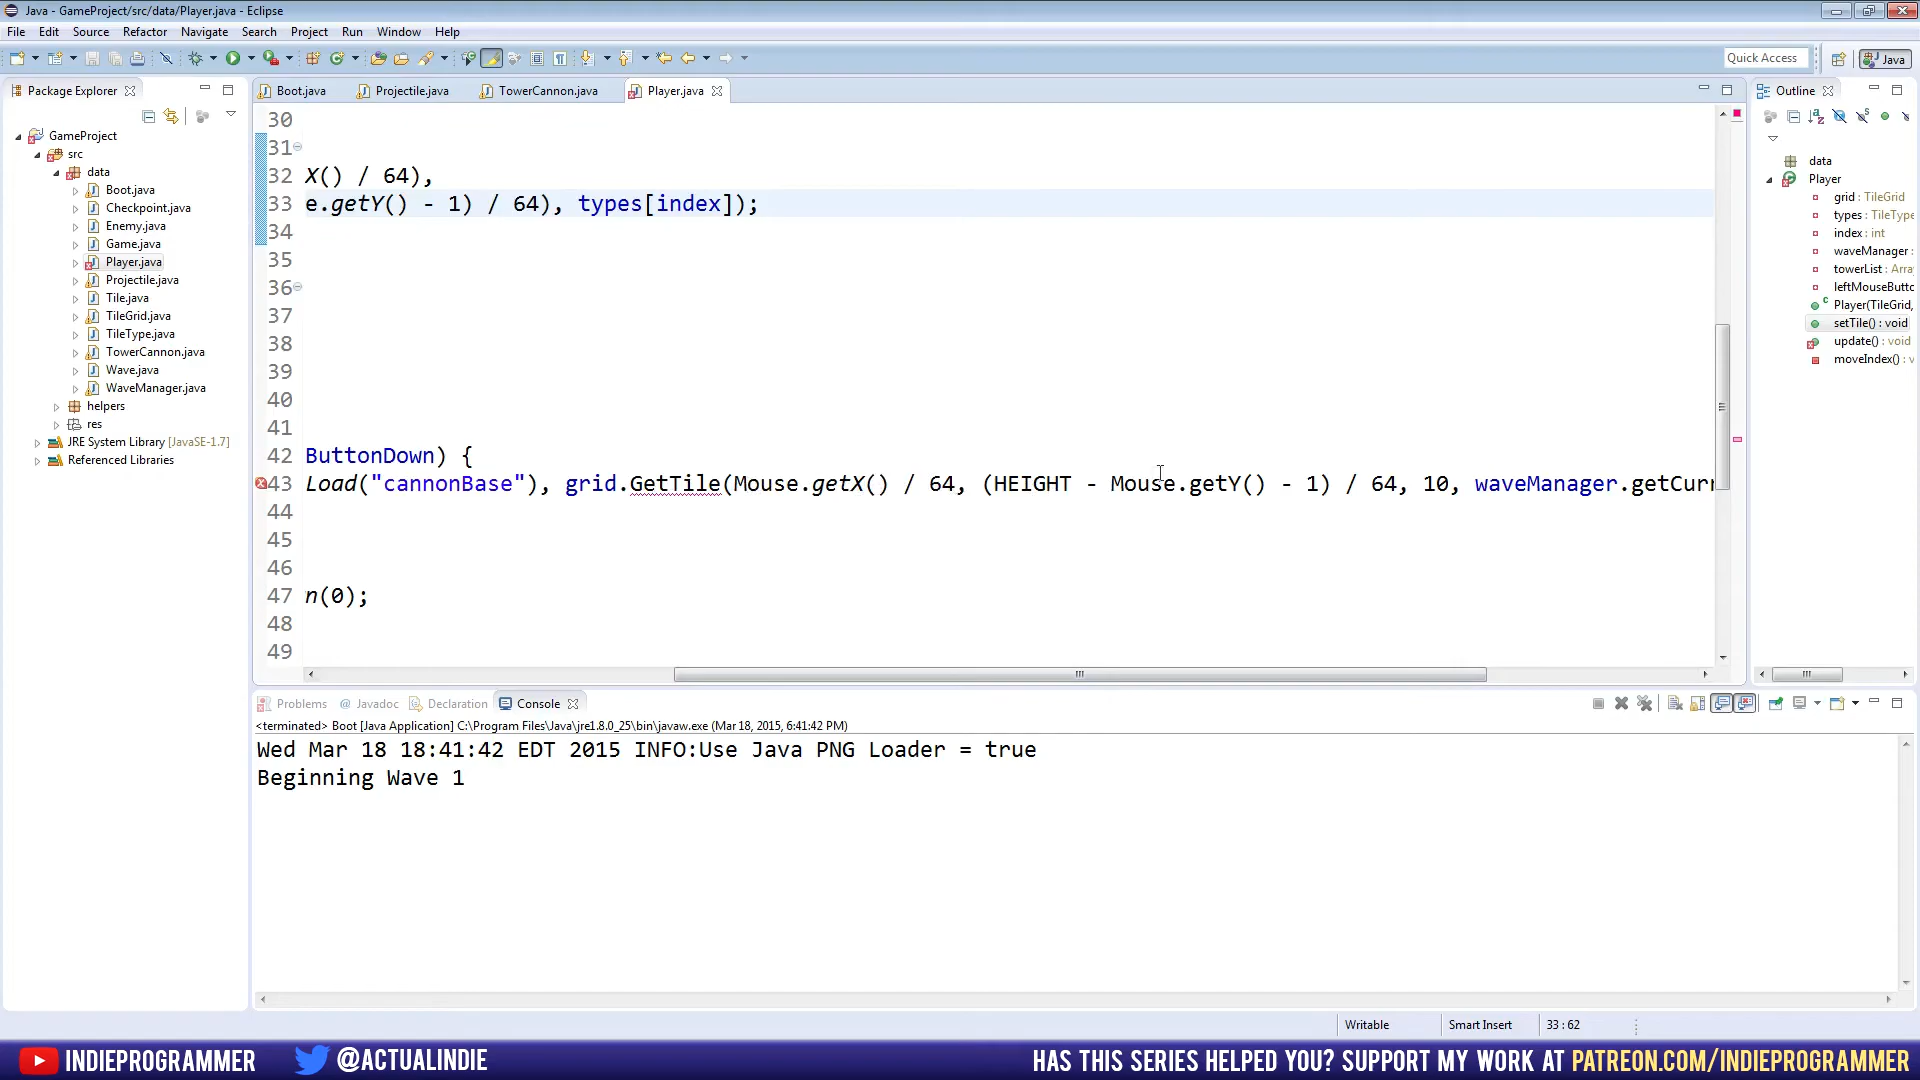 Java - GameProject/src/data/Player.java - Eclipse
File Edit Source Refactor Navigate Search Project Run Window Help
Quick Access Java
Package Explorer
GameProject
src
data
Boot.java
Checkpoint.java
Enemy.java
Game.java
Player.java
Projectile.java
Tile.java
TileGrid.java
TileType.java
TowerCannon.java
Wave.java
WaveManager.java
helpers
res
JRE System Library [JavaSE-1.7]
Referenced Libraries
Boot.java Projectile.java TowerCannon.java Player.java
30
31
32 X() / 64),
33 e.getY() - 1) / 64), types[index]);
34
35
36
37
38
39
40
41
42 ButtonDown) {
43 Load("cannonBase"), grid.GetTile(Mouse.getX() / 64, (HEIGHT - Mouse.getY() - 1) / 64, 10, waveManager.getCurr
44
45
46
47 n(0);
48
49
Outline
data
Player
grid : TileGrid
types : TileType
index : int
waveManager :
towerList : Arra
leftMouseButto
Player(TileGrid,
setTile() : void
update() : void
moveIndex() : v
Problems Javadoc Declaration Console
<terminated> Boot [Java Application] C:\Program Files\Java\jre1.8.0_25\bin\javaw.exe (Mar 18, 2015, 6:41:42 PM)
Wed Mar 18 18:41:42 EDT 2015 INFO:Use Java PNG Loader = true
Beginning Wave 1
Writable Smart Insert 33 : 62
INDIEPROGRAMMER @ACTUALINDIE HAS THIS SERIES HELPED YOU? SUPPORT MY WORK AT PATREON.COM/INDIEPROGRAMMER